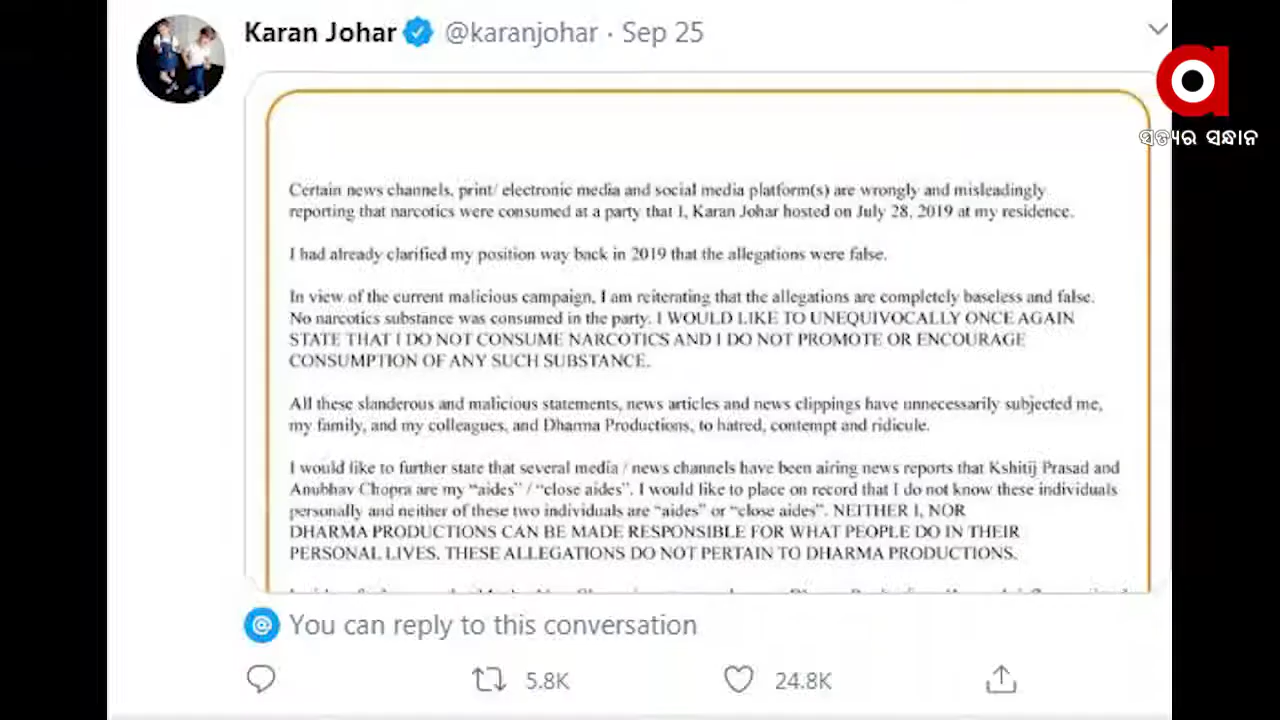 Karan Johar @karanjohar · Sep 25
ସତ୍ୟର ସନ୍ଧାନ
Certain news channels, print/ electronic media and social media platform(s) are wrongly and misleadingly
reporting that narcotics were consumed at a party that I, Karan Johar hosted on July 28, 2019 at my residence.
I had already clarified my position way back in 2019 that the allegations were false.
In view of the current malicious campaign, I am reiterating that the allegations are completely baseless and false.
No narcotics substance was consumed in the party. I WOULD LIKE TO UNEQUIVOCALLY ONCE AGAIN
STATE THAT I DO NOT CONSUME NARCOTICS AND I DO NOT PROMOTE OR ENCOURAGE
CONSUMPTION OF ANY SUCH SUBSTANCE.
All these slanderous and malicious statements, news articles and news clippings have unnecessarily subjected me,
my family, and my colleagues, and Dharma Productions, to hatred, contempt and ridicule.
I would like to further state that several media / news channels have been airing news reports that Kshitij Prasad and
Anubhav Chopra are my “aides” / “close aides”. I would like to place on record that I do not know these individuals
personally and neither of these two individuals are “aides” or “close aides”. NEITHER I, NOR
DHARMA PRODUCTIONS CAN BE MADE RESPONSIBLE FOR WHAT PEOPLE DO IN THEIR
PERSONAL LIVES. THESE ALLEGATIONS DO NOT PERTAIN TO DHARMA PRODUCTIONS.
You can reply to this conversation
5.8K
24.8K